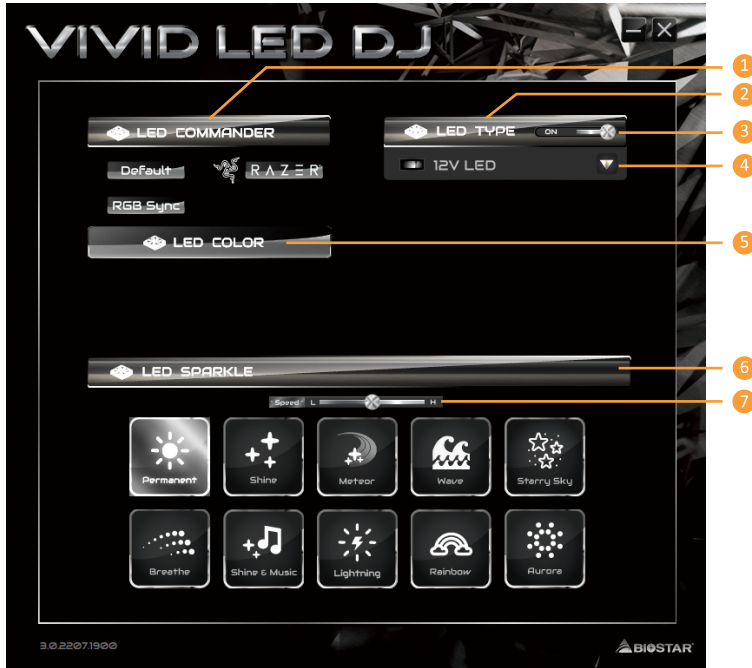 VIVID LED DJ
1
2
LED COMMANDER
LED TYPE ON
3
Default RAZER
12V LED
4
RGB Sync
LED COLOR
5
LED SPARKLE
6
Speed L H
7
Permanent Shine Meteor Wave Starry Sky
Breathe Shine & Music Lightning Rainbow Aurora
3.0.2207.1900
BIOSTAR